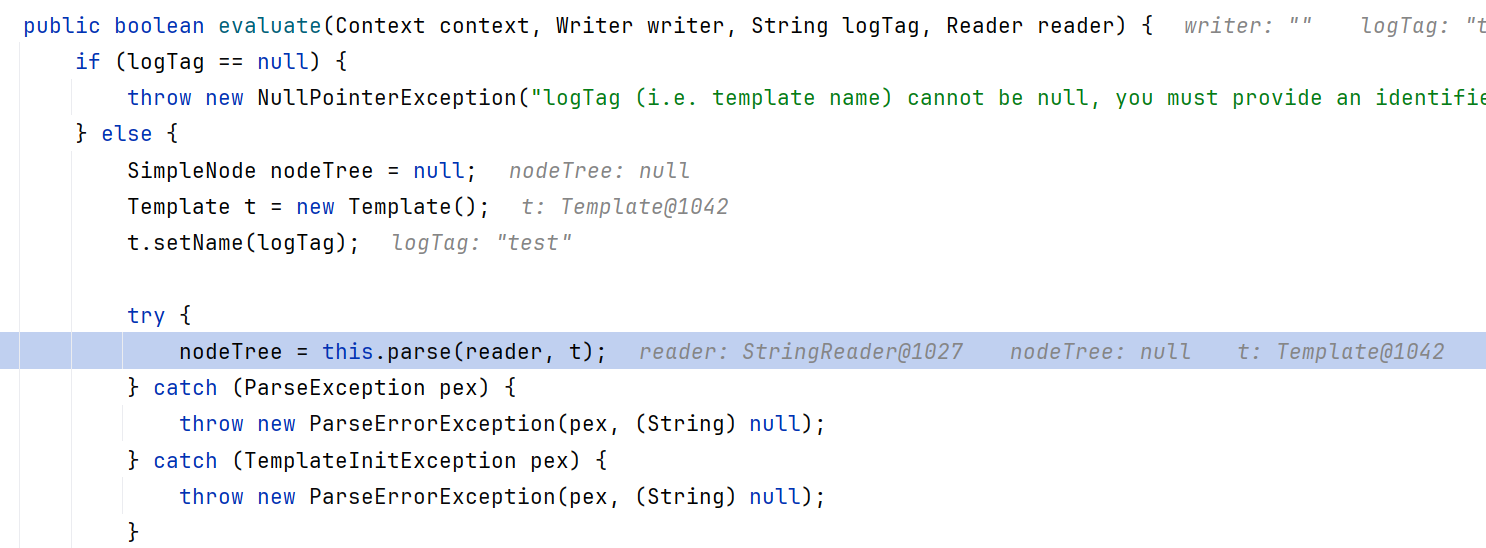 public boolean evaluate(Context context, Writer writer, String logTag, Reader reader) { writer: "" logTag: "t
if (logTag == null) {
throw new NullPointerException("logTag (i.e. template name) cannot be null, you must provide an identifie
} else {
SimpleNode nodeTree = null; nodeTree: null
Template t = new Template(); t: Template@1042
t.setName(logTag); logTag: "test"
try {
nodeTree = this.parse(reader, t); reader: StringReader@1027 nodeTree: null t: Template@1042
} catch (ParseException pex) {
throw new ParseErrorException(pex, (String) null);
} catch (TemplateInitException pex) {
throw new ParseErrorException(pex, (String) null);
}